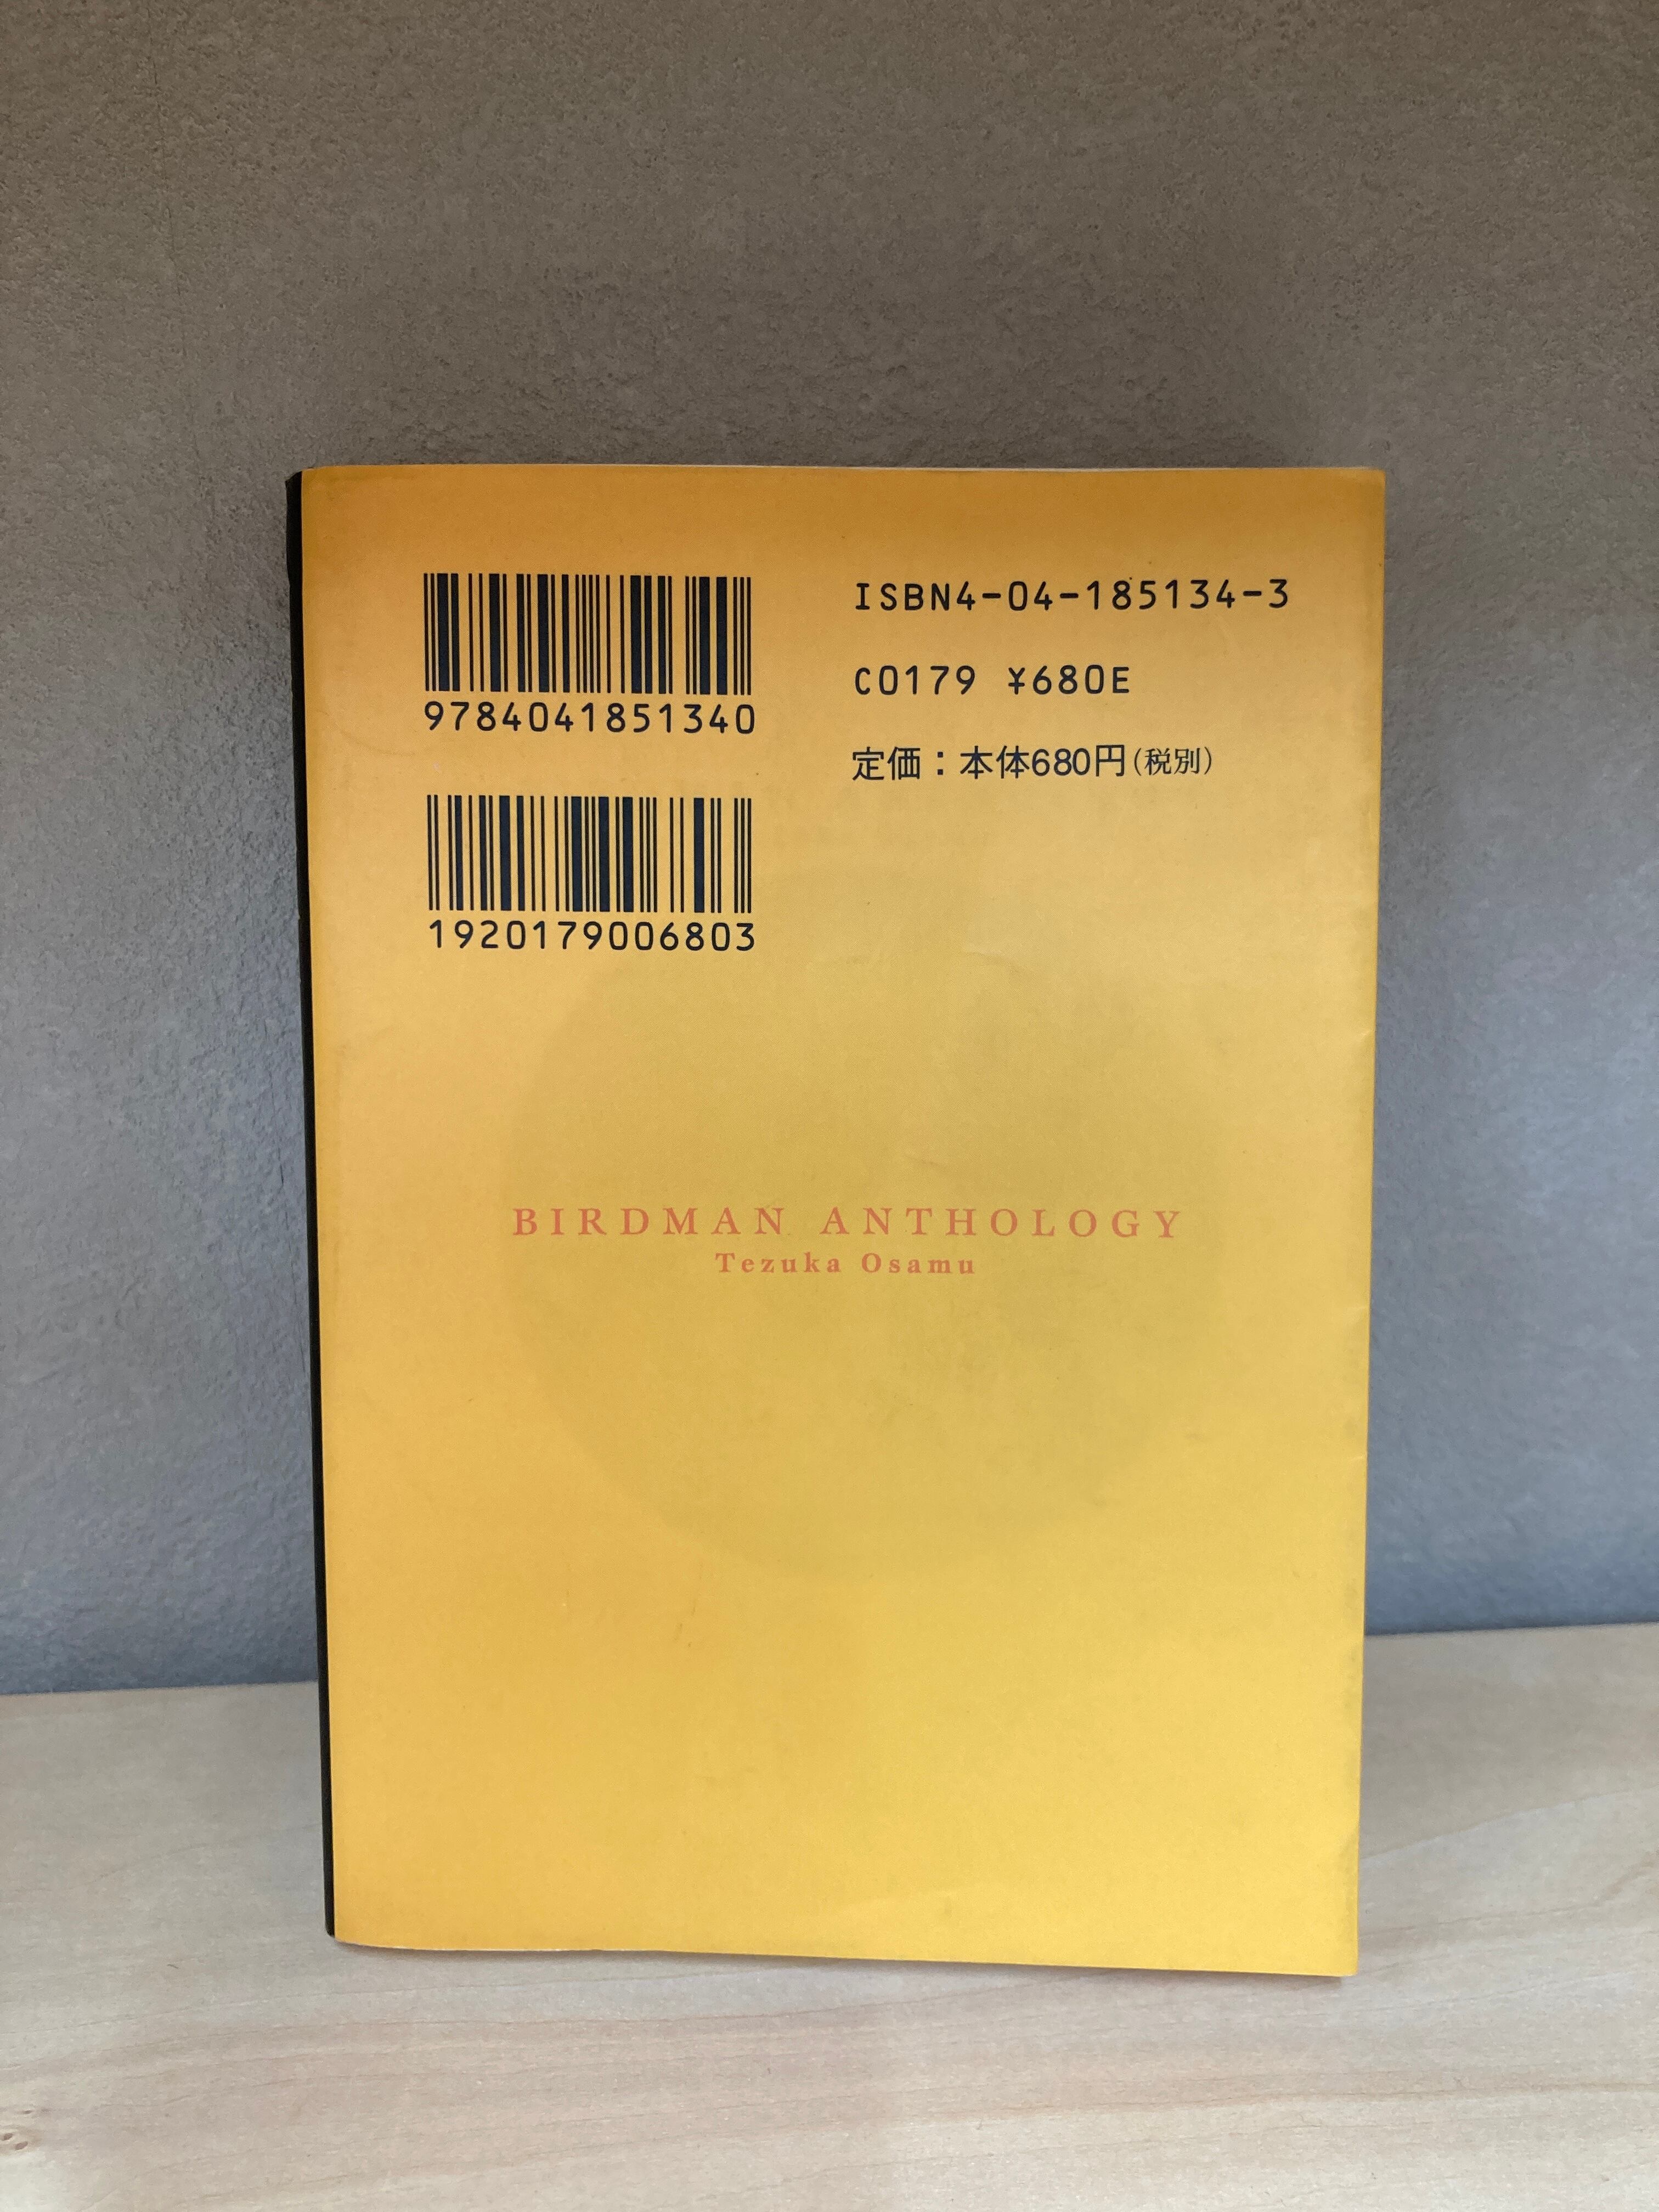 9784041851340
ISBN4-04-185134-3
C0179 ¥680E
定価：本体680円(税別)
1920179006803
BIRDMAN ANTHOLOGY
Tezuka Osamu